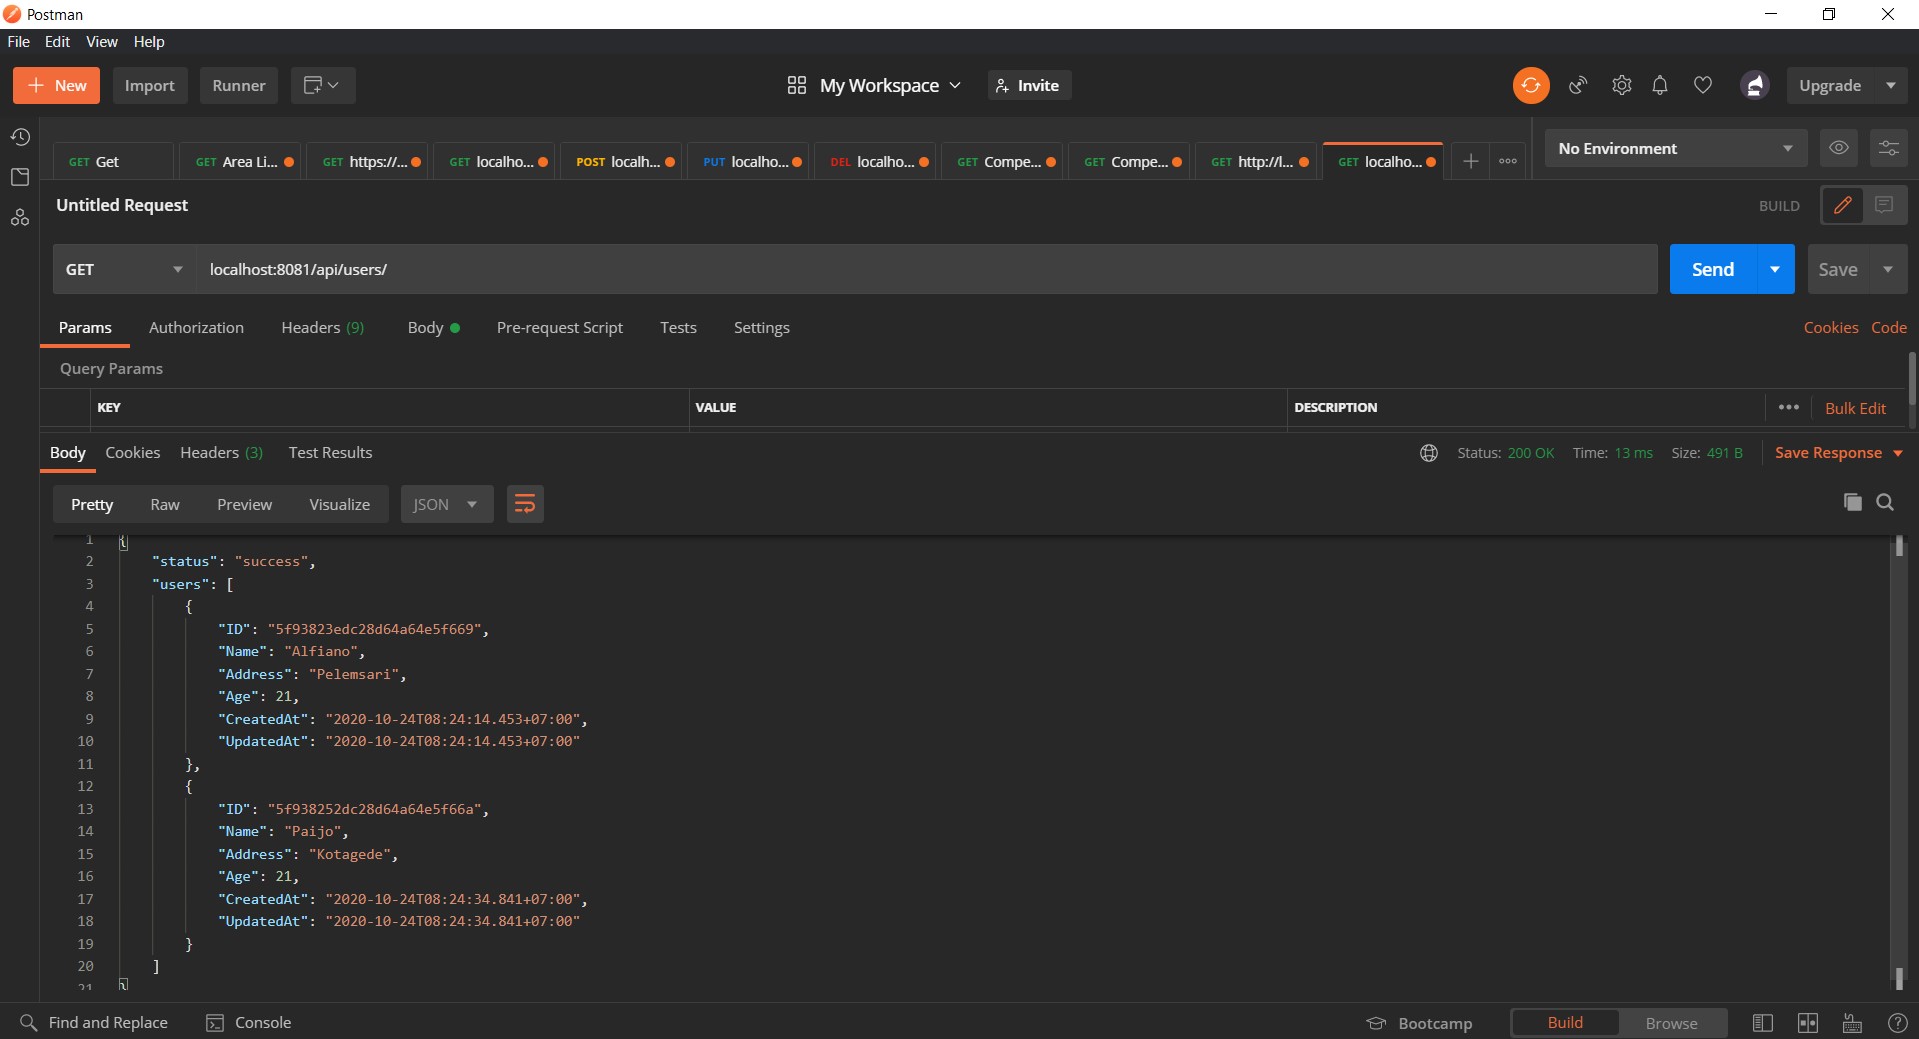 Postman
File Edit View Help
New Import Runner My Workspace Invite Upgrade
GET Get GET Area Li... GET https://... GET localho... POST localh... PUT localho... DEL localho... GET Compe... GET Compe... GET http://l... GET localho... No Environment
Untitled Request BUILD
GET localhost:8081/api/users/ Send Save
Params Authorization Headers (9) Body Pre-request Script Tests Settings Cookies Code
Query Params
KEY VALUE DESCRIPTION Bulk Edit
Body Cookies Headers (3) Test Results Status: 200 OK Time: 13 ms Size: 491 B Save Response
Pretty Raw Preview Visualize JSON
1 {
2 "status": "success",
3 "users": [
4 {
5 "ID": "5f93823edc28d64a64e5f669",
6 "Name": "Alfiano",
7 "Address": "Pelemsari",
8 "Age": 21,
9 "CreatedAt": "2020-10-24T08:24:14.453+07:00",
10 "UpdatedAt": "2020-10-24T08:24:14.453+07:00"
11 },
12 {
13 "ID": "5f938252dc28d64a64e5f66a",
14 "Name": "Paijo",
15 "Address": "Kotagede",
16 "Age": 21,
17 "CreatedAt": "2020-10-24T08:24:34.841+07:00",
18 "UpdatedAt": "2020-10-24T08:24:34.841+07:00"
19 }
20 ]
21 }
Find and Replace Console Bootcamp Build Browse